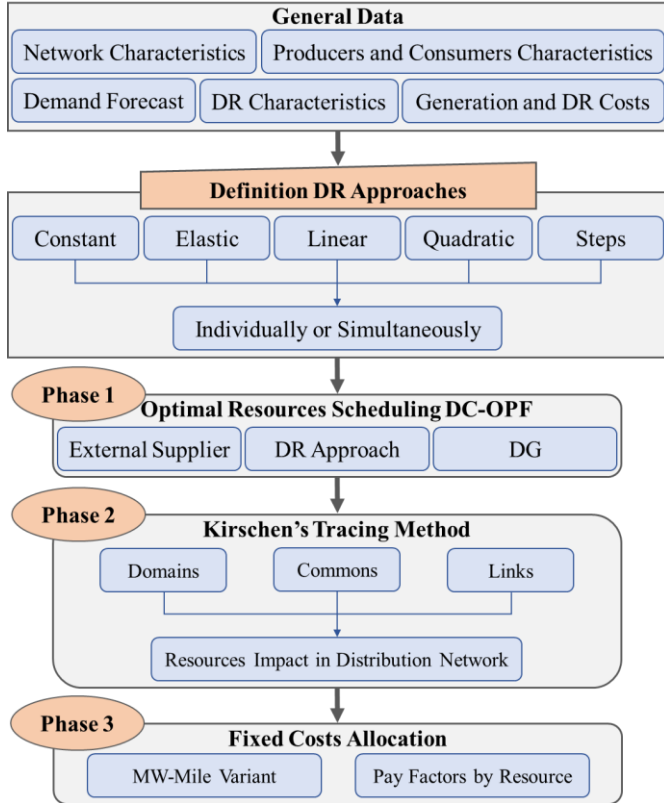 General Data
Network Characteristics
Producers and Consumers Characteristics
Demand Forecast
DR Characteristics
Generation and DR Costs
Definition DR Approaches
Constant
Elastic
Linear
Quadratic
Steps
Individually or Simultaneously
Phase 1
Optimal Resources Scheduling DC-OPF
External Supplier
DR Approach
DG
Phase 2
Kirschen's Tracing Method
Domains
Commons
Links
Resources Impact in Distribution Network
Phase 3
Fixed Costs Allocation
MW-Mile Variant
Pay Factors by Resource